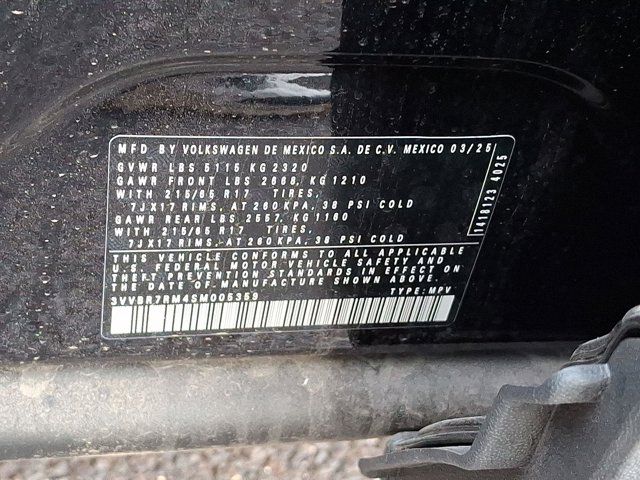 MFD BY VOLKSWAGEN DE MEXICO S.A. DE C.V. MEXICO 03/25
GVWR LBS 5115 KG 2320
GAWR FRONT LBS 2668, KG 1210
WITH 215/65 R17 TIRES,
7JX17 RIMS, AT 260 KPA, 38 PSI COLD
GAWR REAR LBS 2557, KG 1160
WITH 215/65 R17 TIRES,
7JX17 RIMS, AT 260 KPA, 38 PSI COLD
THIS VEHICLE CONFORMS TO ALL APPLICABLE
U.S. FEDERAL MOTOR VEHICLE SAFETY AND
THEFT PREVENTION STANDARDS IN EFFECT ON
THE DATE OF MANUFACTURE SHOWN ABOVE.
TYPE: MPV
1418123 4025